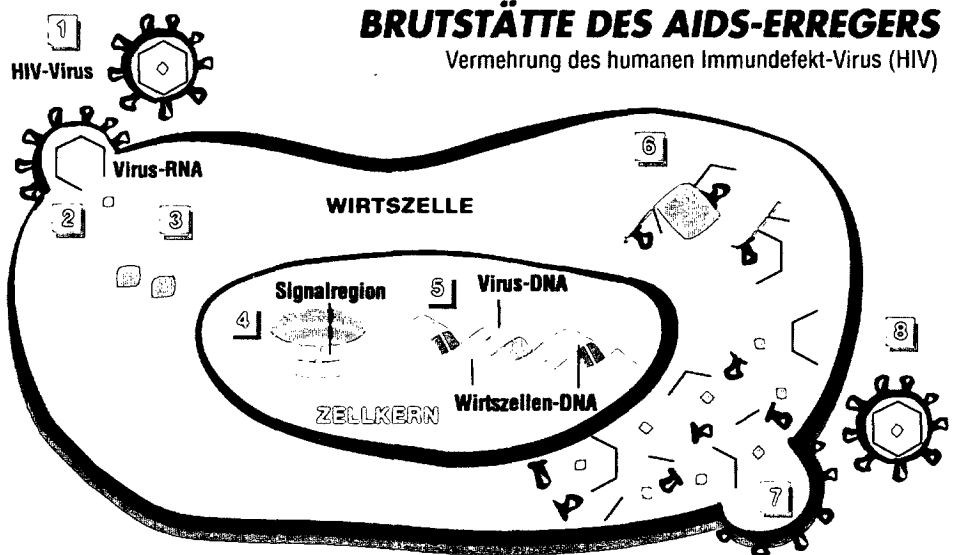 BRUTSTÄTTE DES AIDS-ERREGERS
Vermehrung des humanen Immundefekt-Virus (HIV)
1
HIV-Virus
Virus-RNA
2
3
WIRTSZELLE
6
Signalregion
5
Virus-DNA
4
8
Wirtszellen-DNA
ZELLKERN
7